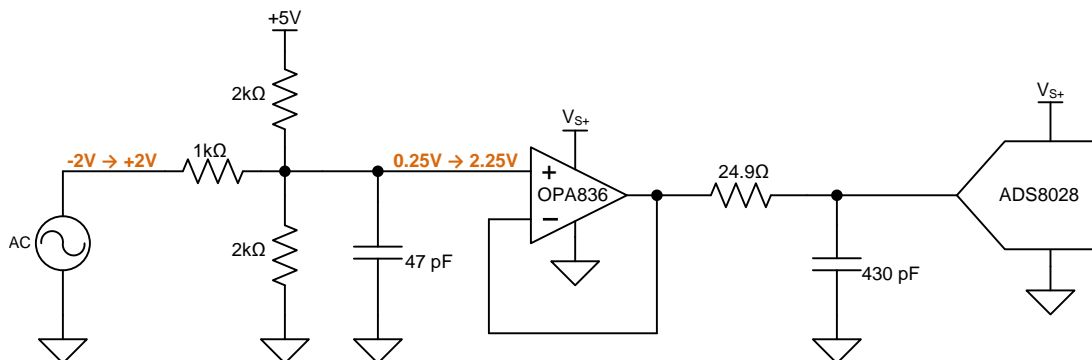 +5V
2kΩ
1kΩ
-2V → +2V
0.25V → 2.25V
2kΩ
47 pF
AC
VS+
+
OPA836
−
24.9Ω
430 pF
VS+
ADS8028